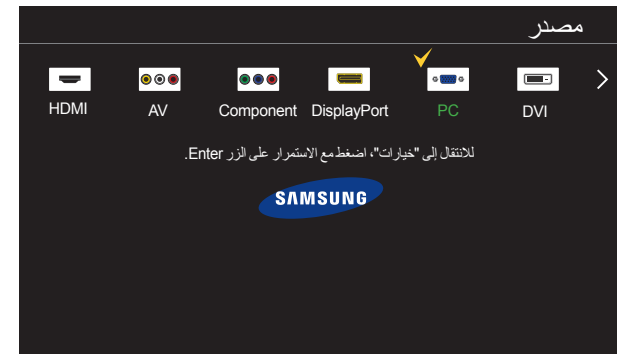 مصدر
HDMI AV Component DisplayPort PC DVI
للانتقال إلى "خيارات"، اضغط مع الاستمرار على الزر Enter.
SAMSUNG